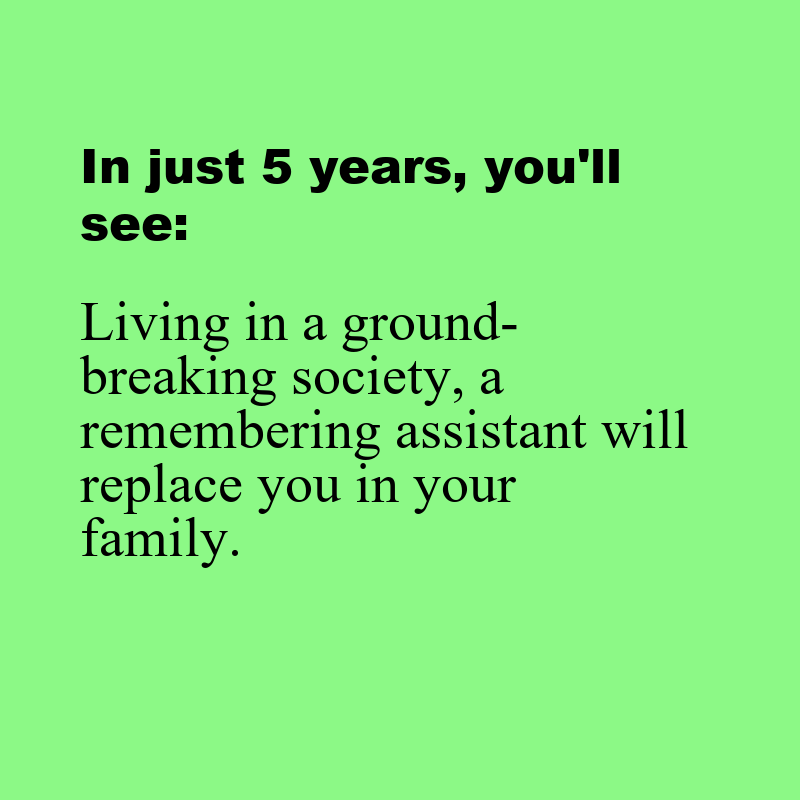 In just 5 years, you'll
see:
Living in a ground-
breaking society, a
remembering assistant will
replace you in your
family.